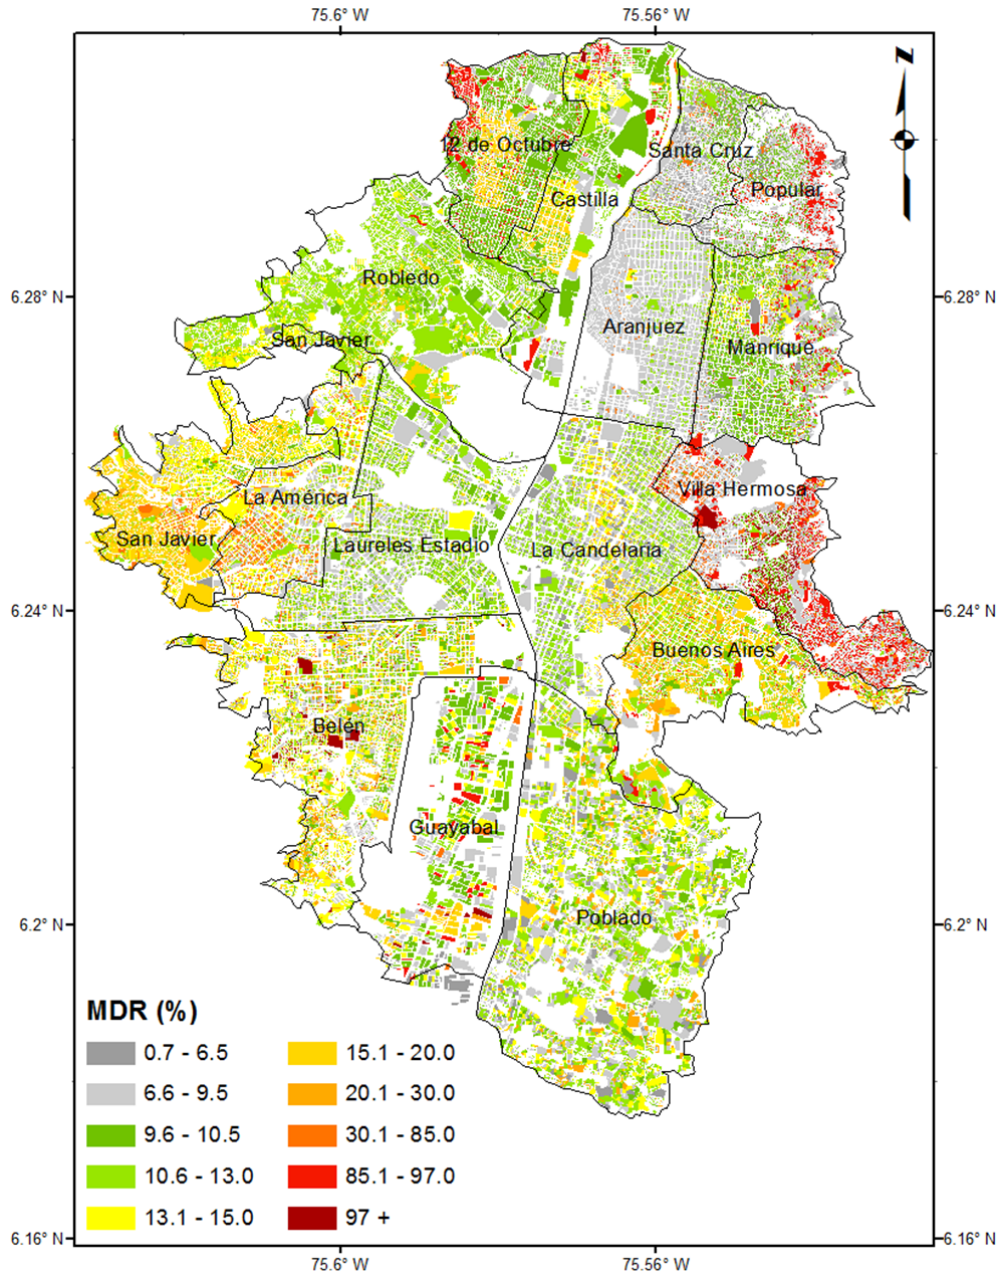 75.6° W
75.56° W
N
12 de Octubre
Santa Cruz
Popular
Castilla
Robledo
6.28° N
6.28° N
Aranjuez
San Javier
Manrique
Villa Hermosa
La América
San Javier
Laureles Estadio
La Candelaria
6.24° N
6.24° N
Buenos Aires
Belén
Guayabal
Poblado
6.2° N
6.2° N
MDR (%)
0.7 - 6.5
15.1 - 20.0
6.6 - 9.5
20.1 - 30.0
9.6 - 10.5
30.1 - 85.0
10.6 - 13.0
85.1 - 97.0
13.1 - 15.0
97 +
6.16° N
6.16° N
75.6° W
75.56° W